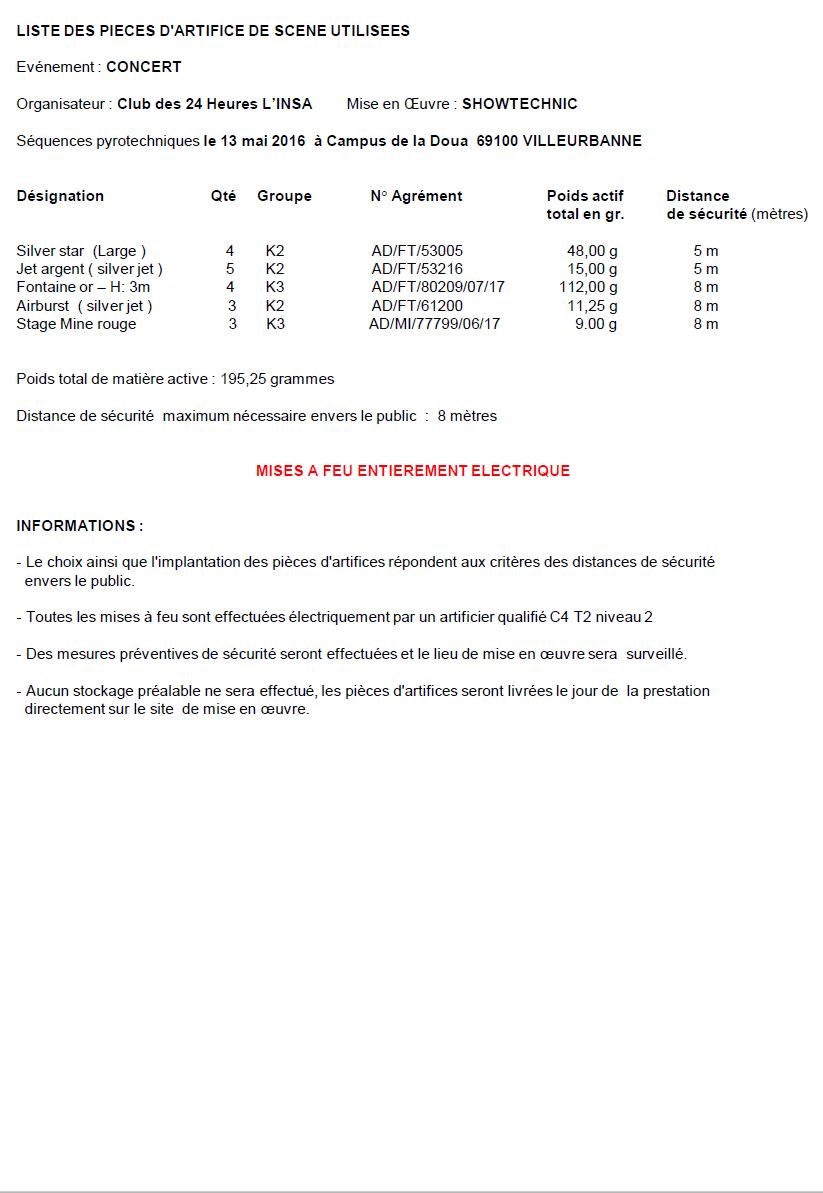 LISTE DES PIECES D'ARTIFICE DE SCENE UTILISEES
Evénement : CONCERT
Organisateur : Club des 24 Heures L'INSA Mise en Œuvre : SHOWTECHNIC
Séquences pyrotechniques le 13 mai 2016 à Campus de la Doua 69100 VILLEURBANNE
Désignation Qté Groupe N° Agrément Poids actif Distance
total en gr. de sécurité (mètres)
Silver star (Large ) 4 K2 AD/FT/53005 48,00 g 5 m
Jet argent ( silver jet ) 5 K2 AD/FT/53216 15,00 g 5 m
Fontaine or – H: 3m 4 K3 AD/FT/80209/07/17 112,00 g 8 m
Airburst ( silver jet ) 3 K2 AD/FT/61200 11,25 g 8 m
Stage Mine rouge 3 K3 AD/MI/77799/06/17 9.00 g 8 m
Poids total de matière active : 195,25 grammes
Distance de sécurité maximum nécessaire envers le public : 8 mètres
MISES A FEU ENTIEREMENT ELECTRIQUE
INFORMATIONS :
- Le choix ainsi que l'implantation des pièces d'artifices répondent aux critères des distances de sécurité
envers le public.
- Toutes les mises à feu sont effectuées électriquement par un artificier qualifié C4 T2 niveau 2
- Des mesures préventives de sécurité seront effectuées et le lieu de mise en œuvre sera surveillé.
- Aucun stockage préalable ne sera effectué, les pièces d'artifices seront livrées le jour de la prestation
directement sur le site de mise en œuvre.